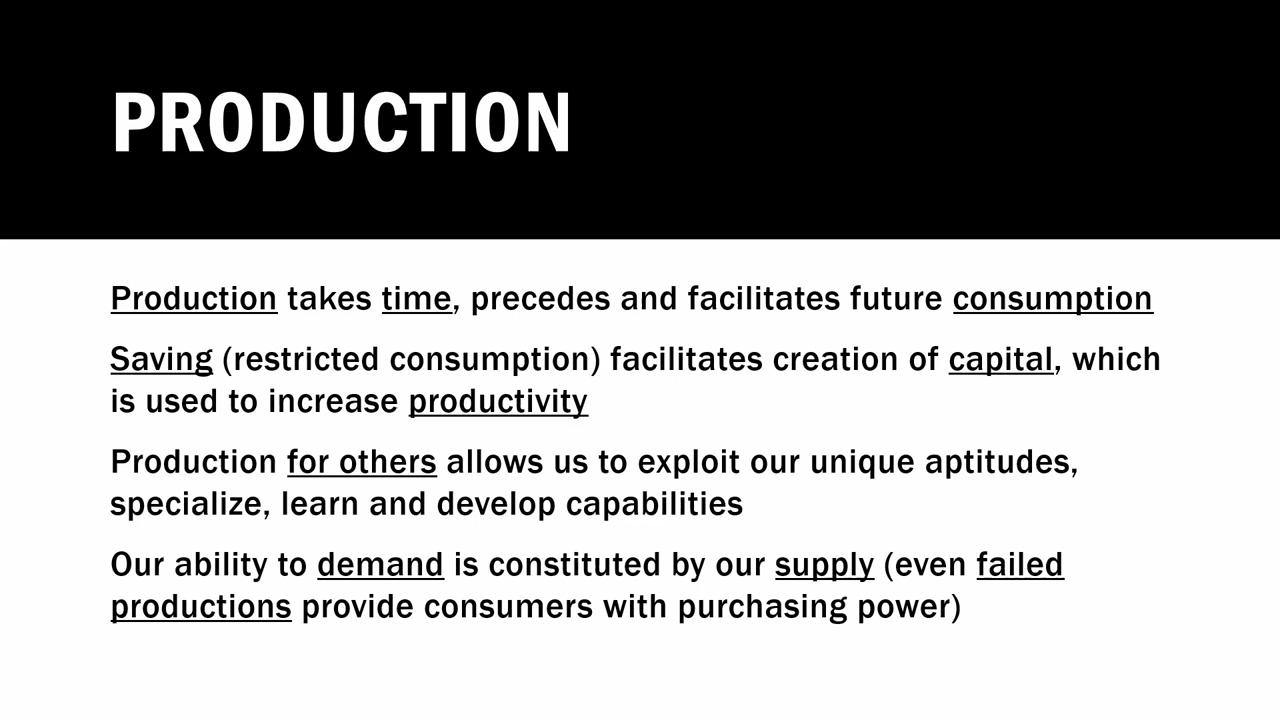 PRODUCTION
Production takes time, precedes and facilitates future consumption
Saving (restricted consumption) facilitates creation of capital, which
is used to increase productivity
Production for others allows us to exploit our unique aptitudes,
specialize, learn and develop capabilities
Our ability to demand is constituted by our supply (even failed
productions provide consumers with purchasing power)